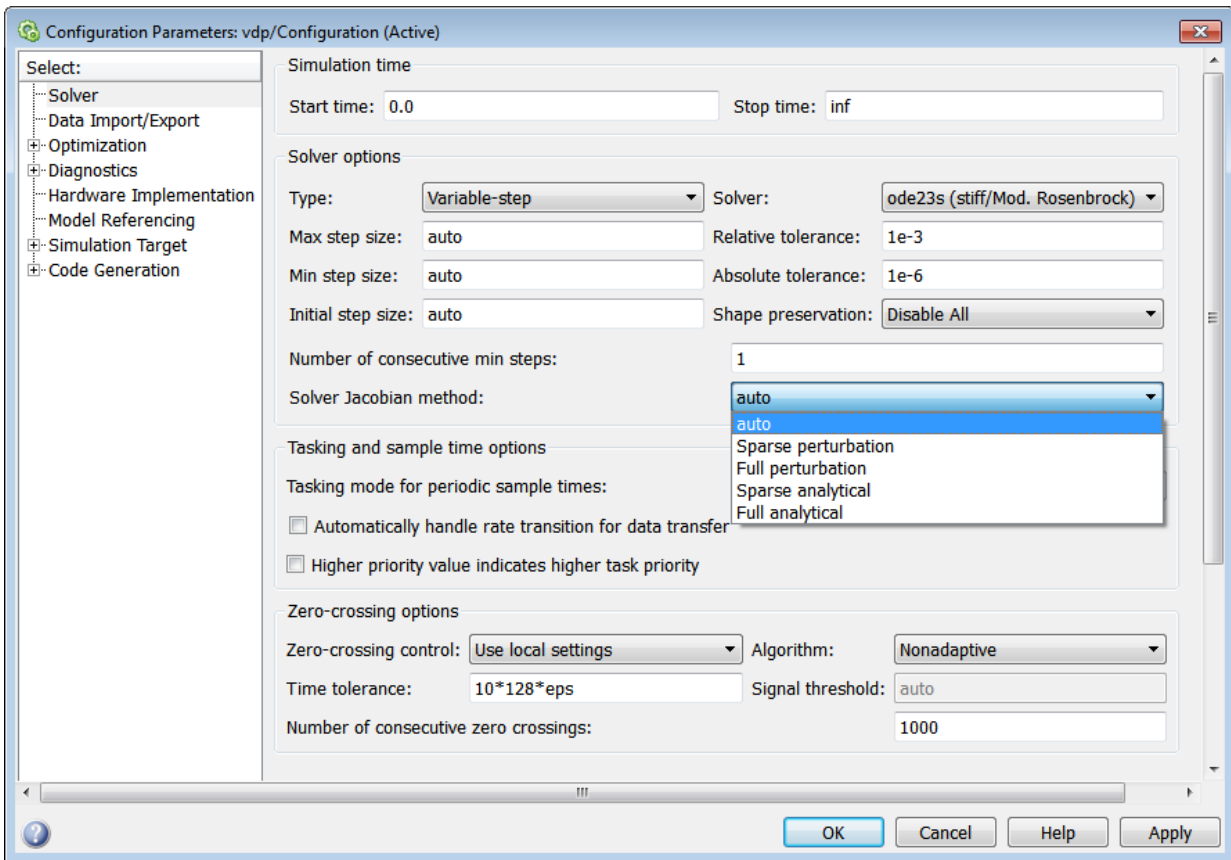 Configuration Parameters: vdp/Configuration (Active)
Select:
Solver
Data Import/Export
Optimization
Diagnostics
Hardware Implementation
Model Referencing
Simulation Target
Code Generation
Simulation time
Start time: 0.0 Stop time: inf
Solver options
Type: Variable-step Solver: ode23s (stiff/Mod. Rosenbrock)
Max step size: auto Relative tolerance: 1e-3
Min step size: auto Absolute tolerance: 1e-6
Initial step size: auto Shape preservation: Disable All
Number of consecutive min steps: 1
Solver Jacobian method: auto
auto
Sparse perturbation
Full perturbation
Sparse analytical
Full analytical
Tasking and sample time options
Tasking mode for periodic sample times:
Automatically handle rate transition for data transfer
Higher priority value indicates higher task priority
Zero-crossing options
Zero-crossing control: Use local settings Algorithm: Nonadaptive
Time tolerance: 10*128*eps Signal threshold: auto
Number of consecutive zero crossings: 1000
OK Cancel Help Apply